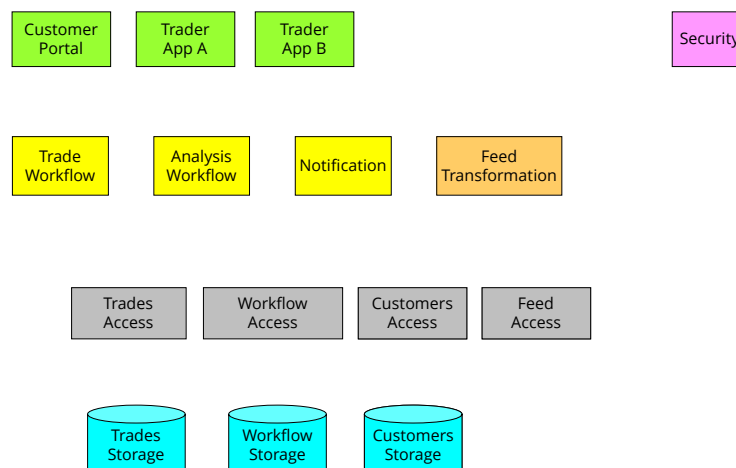 Customer
Portal
Trader
App A
Trader
App B
Security
Trade
Workflow
Analysis
Workflow
Notification
Feed
Transformation
Trades
Access
Workflow
Access
Customers
Access
Feed
Access
Trades
Storage
Workflow
Storage
Customers
Storage